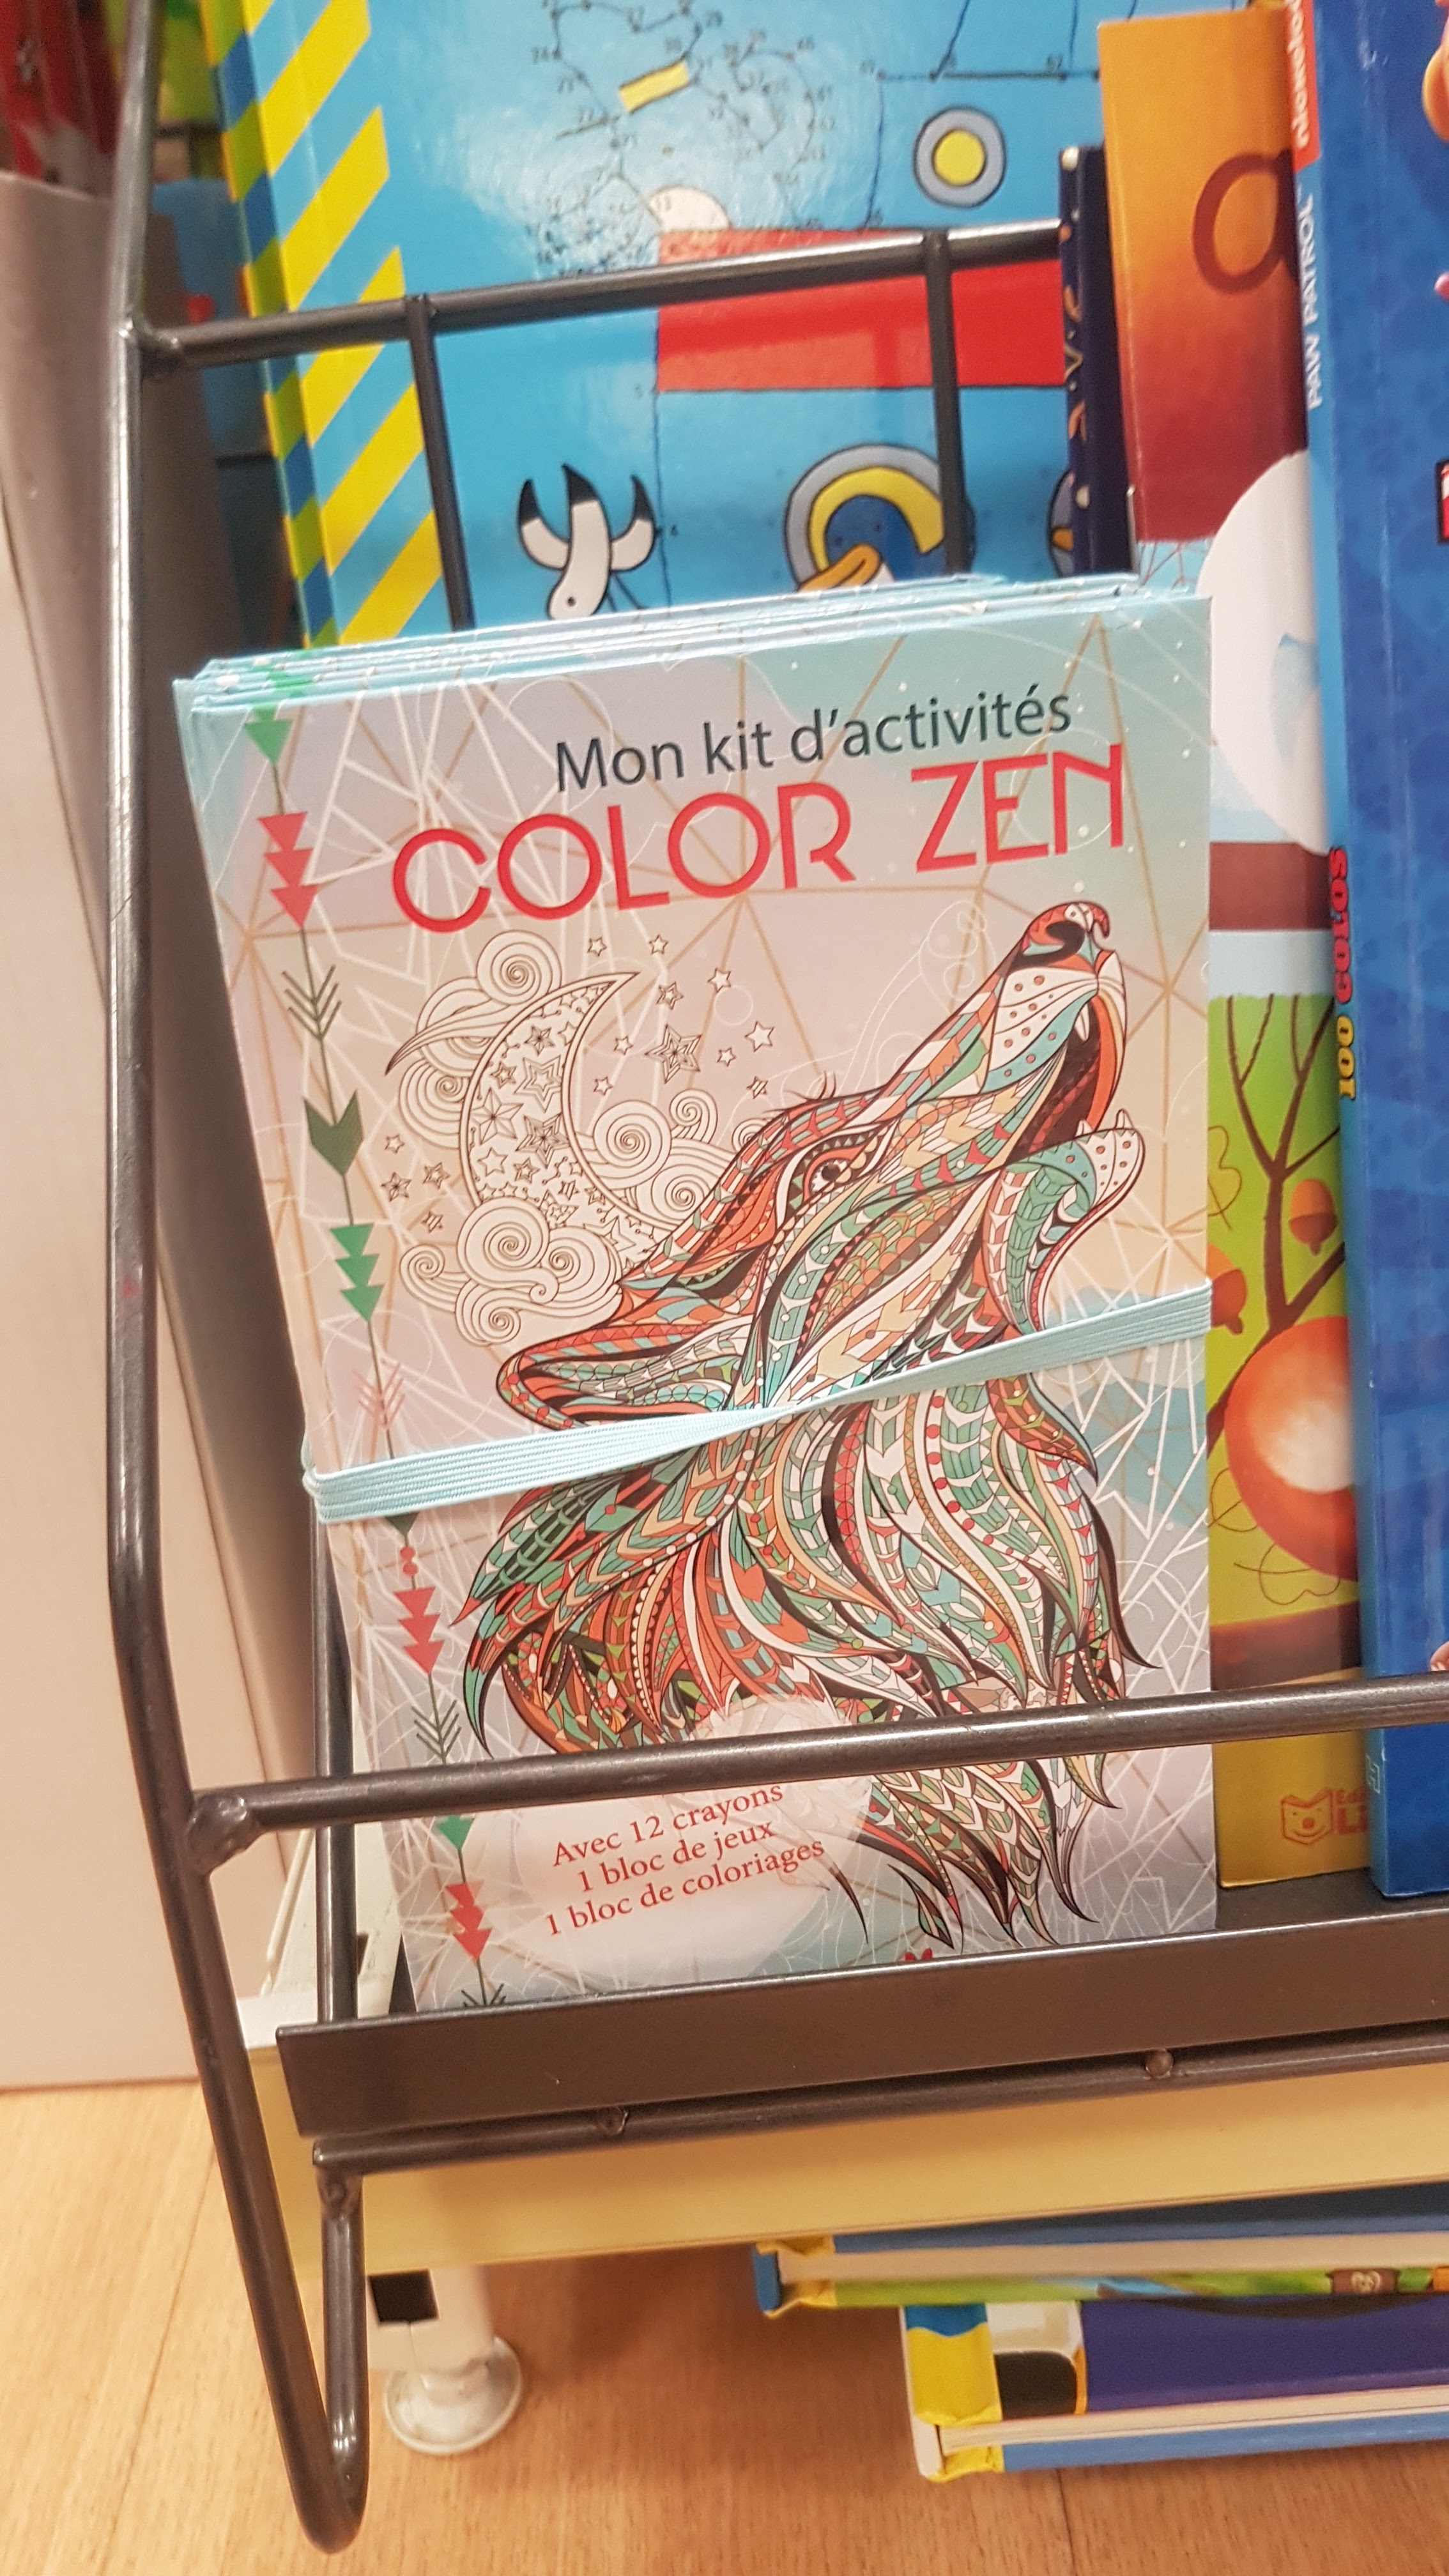 Mon kit d'activités
COLOR ZEN
Avec 12 crayons
1 bloc de jeux
1 bloc de coloriages
nickelodeon
PAW PATROL
100 COLOS